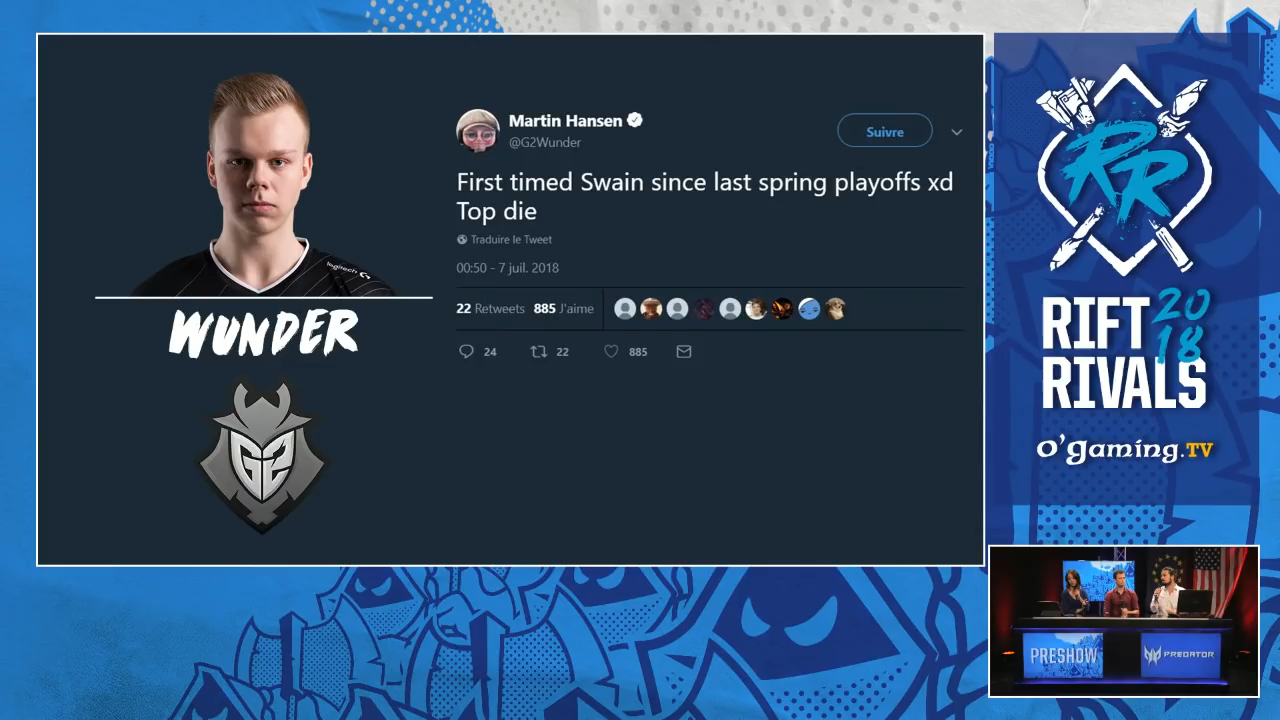 Martin Hansen
@G2Wunder
Suivre
First timed Swain since last spring playoffs xd
Top die
Traduire le Tweet
00:50 - 7 juil. 2018
22 Retweets 885 J'aime
24 22 885
logitech G
WUNDER
G2
RR
RIFT 20
RIVALS 18
O'Gaming.TV
PRESHOW PREDATOR